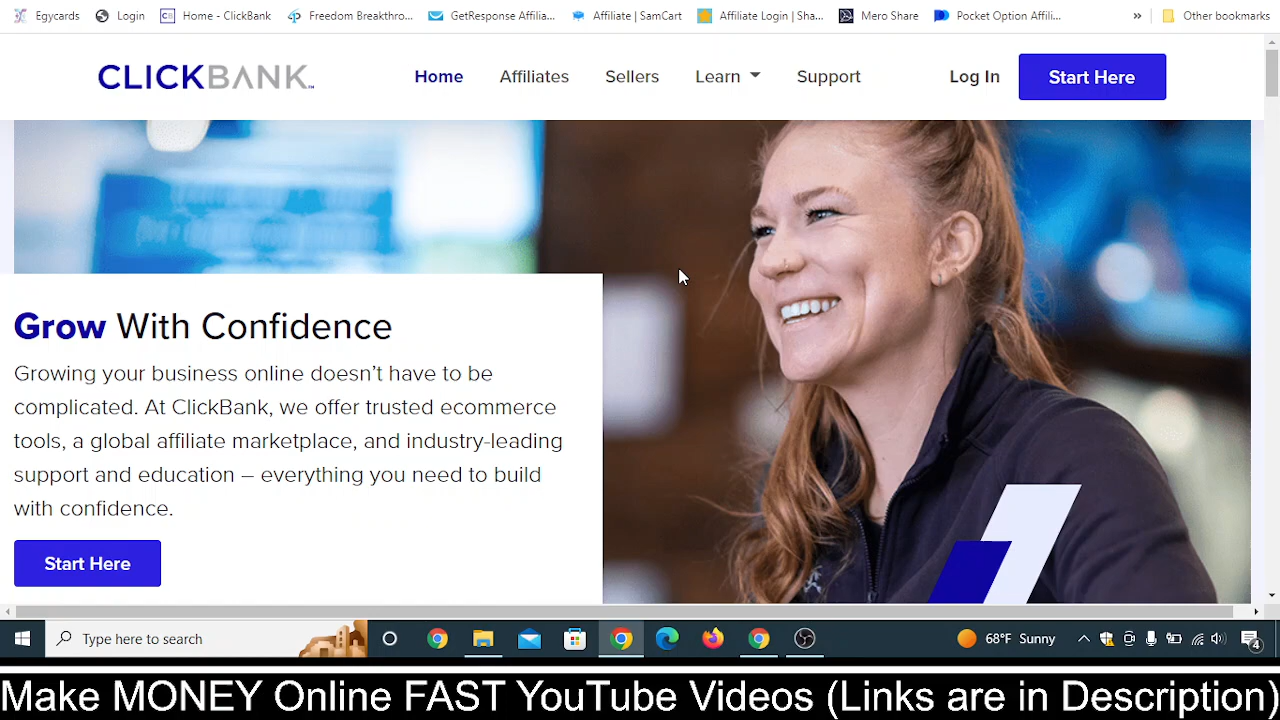 Egycards Login Home - ClickBank Freedom Breakthro... GetResponse Affilia... Affiliate | SamCart Affiliate Login | Sha... Mero Share Pocket Option Affili... » Other bookmarks
CLICKBANK Home Affiliates Sellers Learn Support Log In Start Here
Grow With Confidence
Growing your business online doesn't have to be
complicated. At ClickBank, we offer trusted ecommerce
tools, a global affiliate marketplace, and industry-leading
support and education – everything you need to build
with confidence.
Start Here
Type here to search 68°F Sunny 4
Make MONEY Online FAST YouTube Videos (Links are in Description)